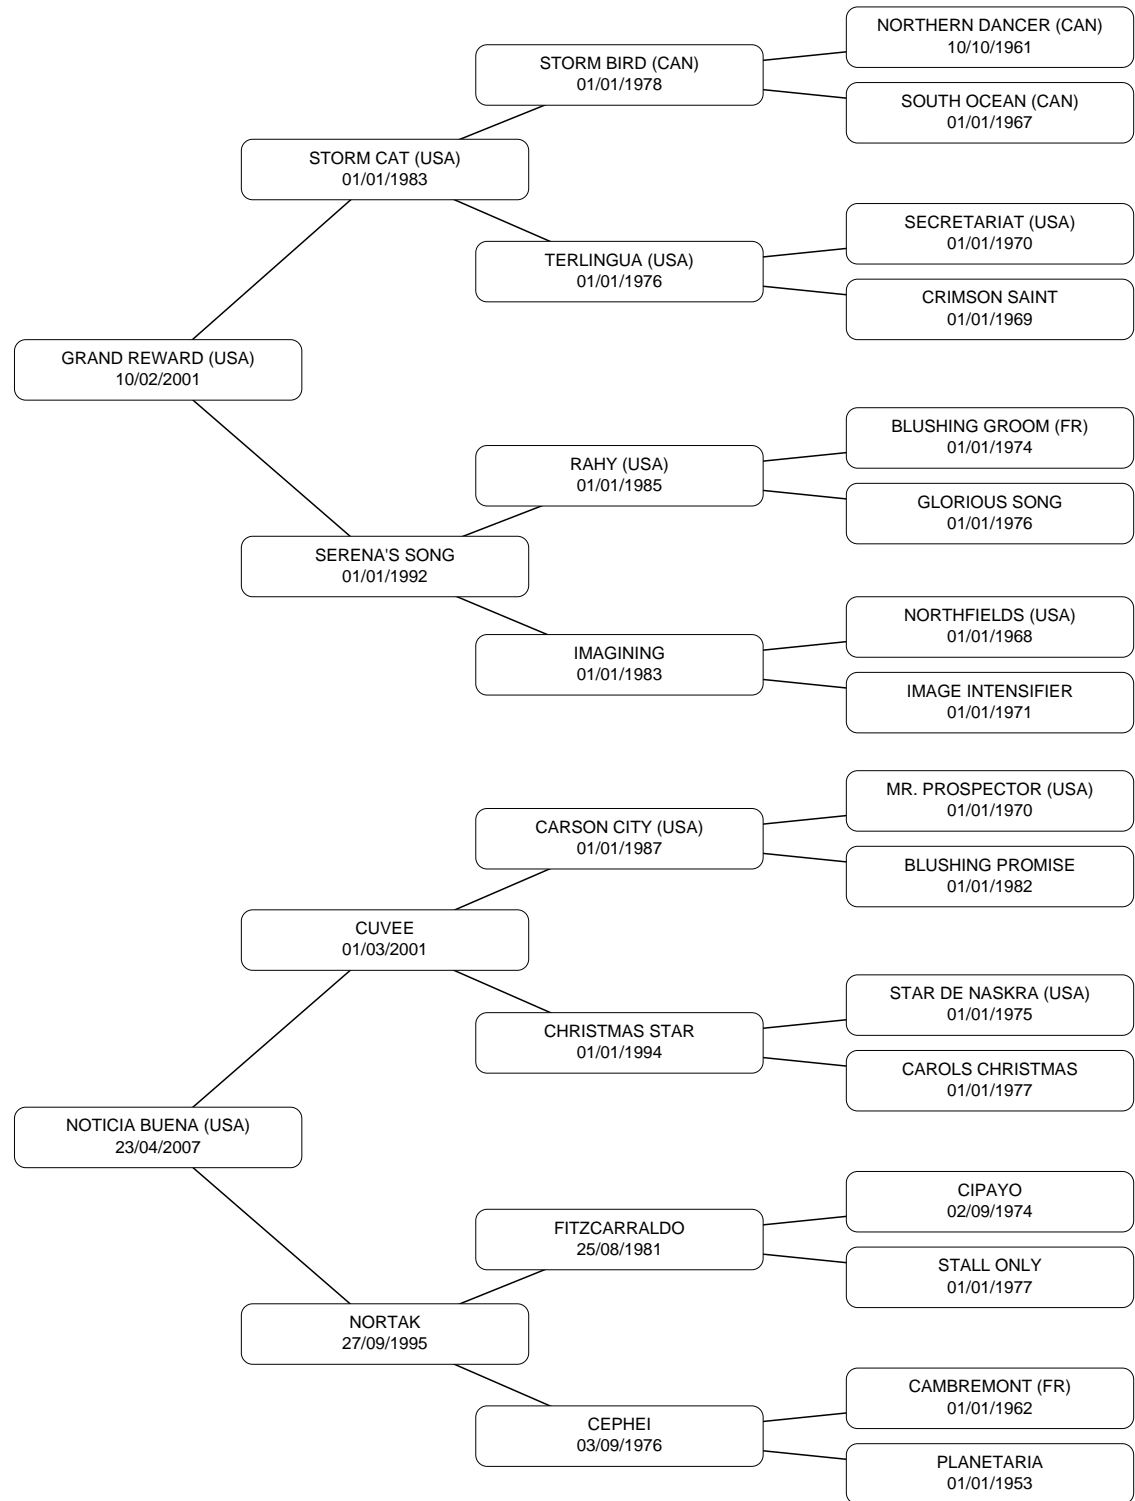 NORTHERN DANCER (CAN)
10/10/1961
STORM BIRD (CAN)
01/01/1978
SOUTH OCEAN (CAN)
01/01/1967
STORM CAT (USA)
01/01/1983
SECRETARIAT (USA)
01/01/1970
TERLINGUA (USA)
01/01/1976
CRIMSON SAINT
01/01/1969
GRAND REWARD (USA)
10/02/2001
BLUSHING GROOM (FR)
01/01/1974
RAHY (USA)
01/01/1985
GLORIOUS SONG
01/01/1976
SERENA'S SONG
01/01/1992
NORTHFIELDS (USA)
01/01/1968
IMAGINING
01/01/1983
IMAGE INTENSIFIER
01/01/1971
MR. PROSPECTOR (USA)
01/01/1970
CARSON CITY (USA)
01/01/1987
BLUSHING PROMISE
01/01/1982
CUVEE
01/03/2001
STAR DE NASKRA (USA)
01/01/1975
CHRISTMAS STAR
01/01/1994
CAROLS CHRISTMAS
01/01/1977
NOTICIA BUENA (USA)
23/04/2007
CIPAYO
02/09/1974
FITZCARRALDO
25/08/1981
STALL ONLY
01/01/1977
NORTAK
27/09/1995
CAMBREMONT (FR)
01/01/1962
CEPHEI
03/09/1976
PLANETARIA
01/01/1953